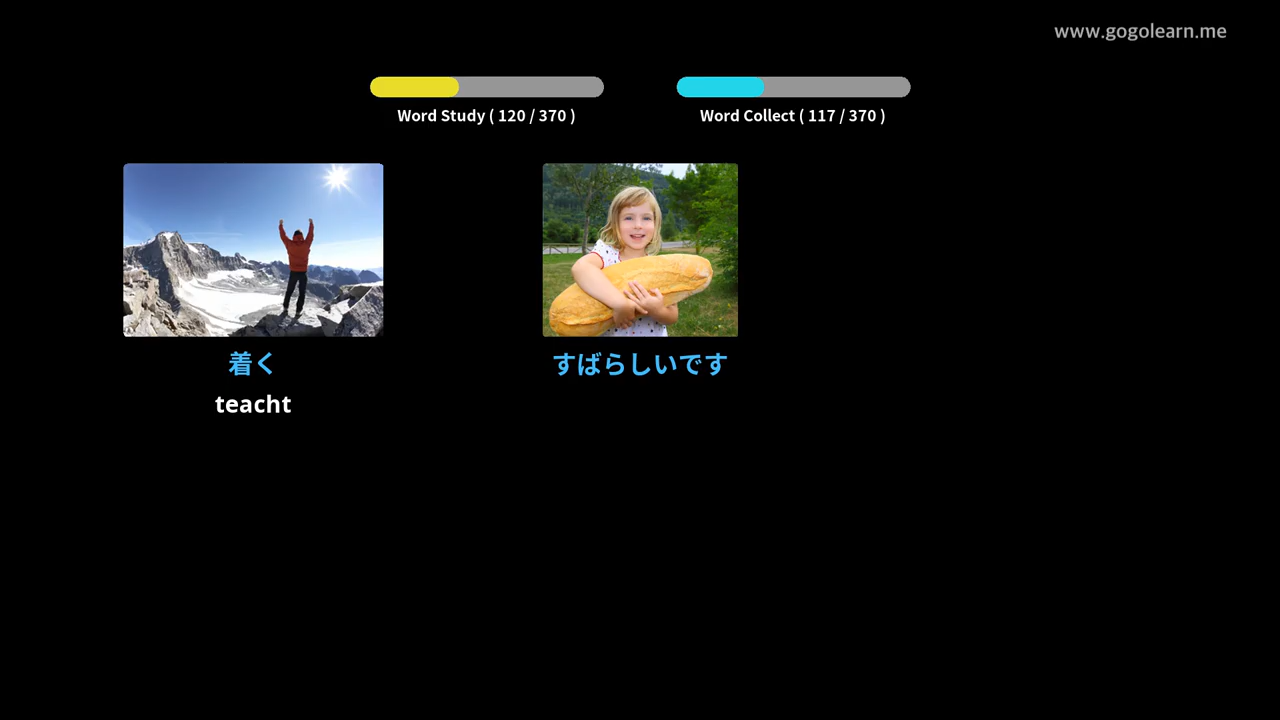 www.gogolearn.me
Word Study ( 120 / 370 )
Word Collect ( 117 / 370 )
着く
teacht
すばらしいです